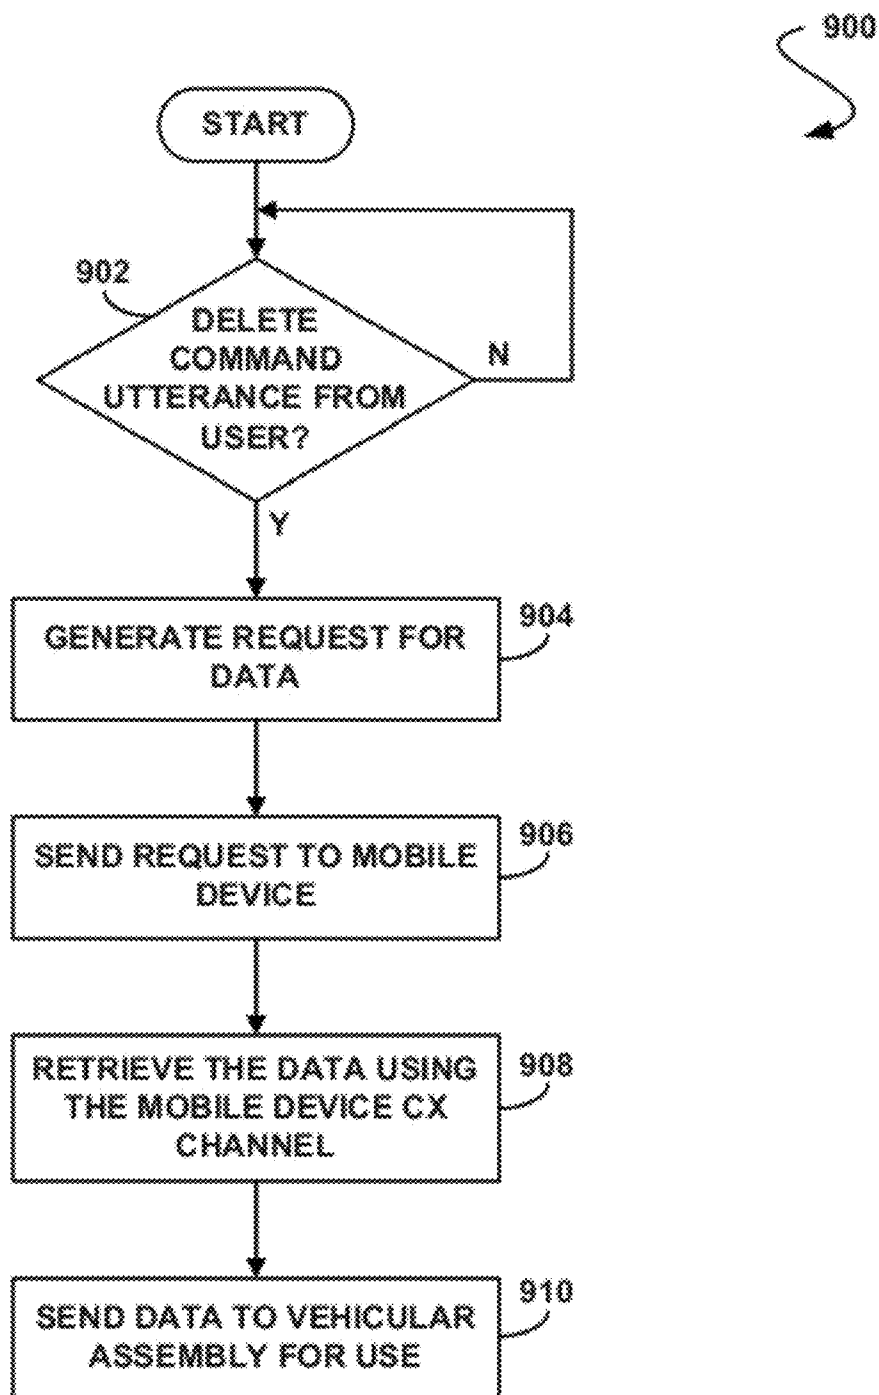 900
START
902
DELETE
COMMAND
UTTERANCE FROM
USER?
N
Y
904
GENERATE REQUEST FOR
DATA
906
SEND REQUEST TO MOBILE
DEVICE
908
RETRIEVE THE DATA USING
THE MOBILE DEVICE CX
CHANNEL
910
SEND DATA TO VEHICULAR
ASSEMBLY FOR USE